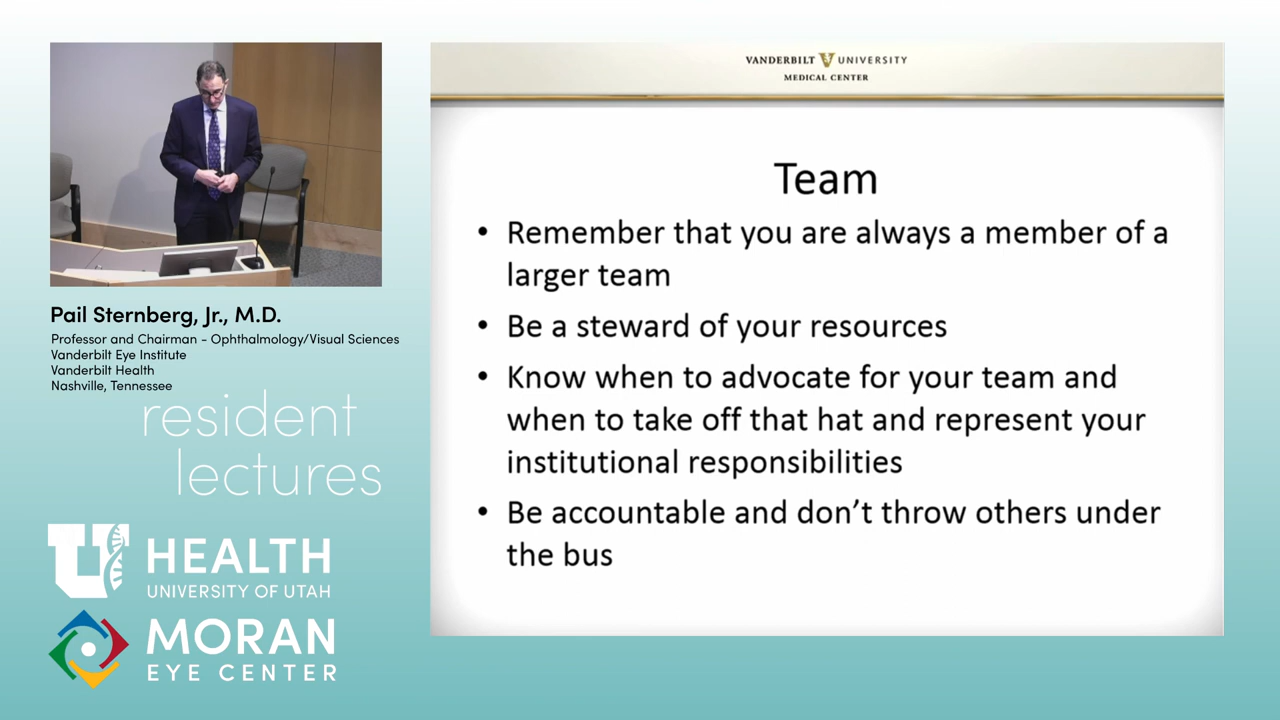 VANDERBILT V UNIVERSITY
MEDICAL CENTER
Team
• Remember that you are always a member of a
larger team
• Be a steward of your resources
• Know when to advocate for your team and
when to take off that hat and represent your
institutional responsibilities
• Be accountable and don’t throw others under
the bus
Pail Sternberg, Jr., M.D.
Professor and Chairman - Ophthalmology/Visual Sciences
Vanderbilt Eye Institute
Vanderbilt Health
Nashville, Tennessee
resident
lectures
U HEALTH
UNIVERSITY OF UTAH
MORAN
EYE CENTER